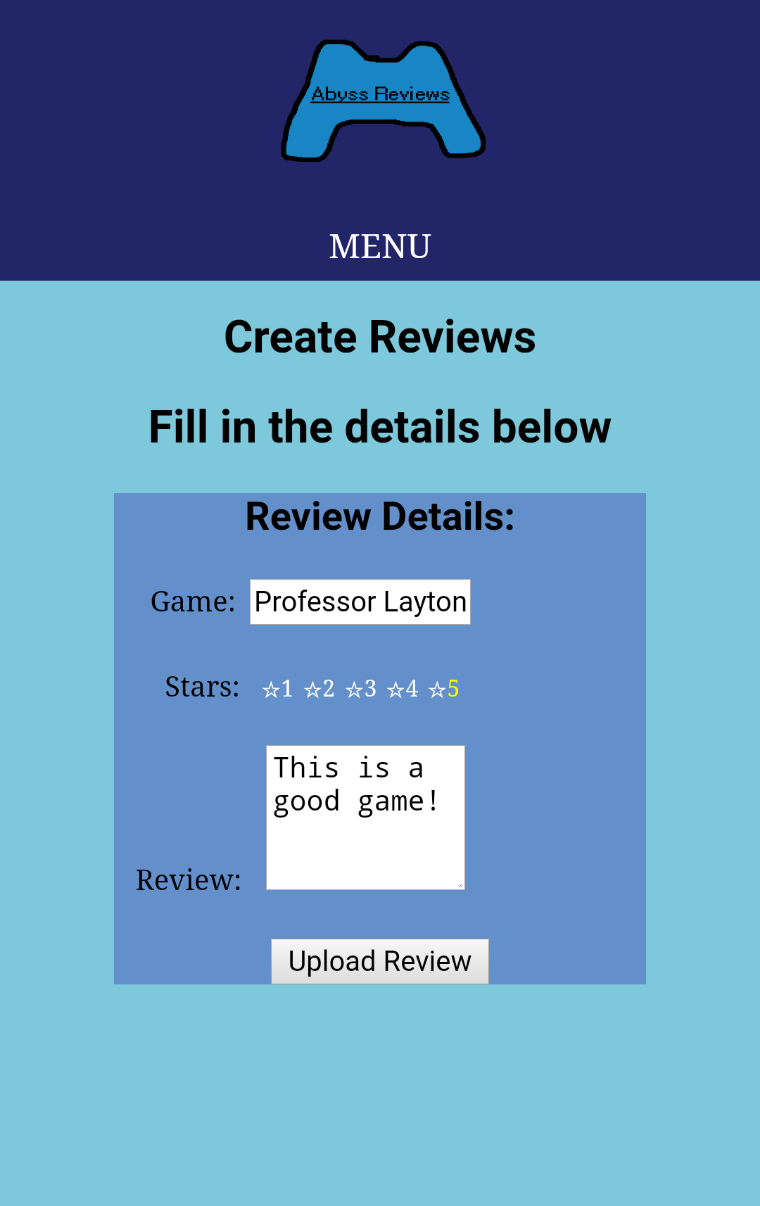 Abyss Reviews
MENU
Create Reviews
Fill in the details below
Review Details:
Game: Professor Layton
Stars: ☆1 ☆2 ☆3 ☆4 ☆5
This is a
good game!
Review:
Upload Review